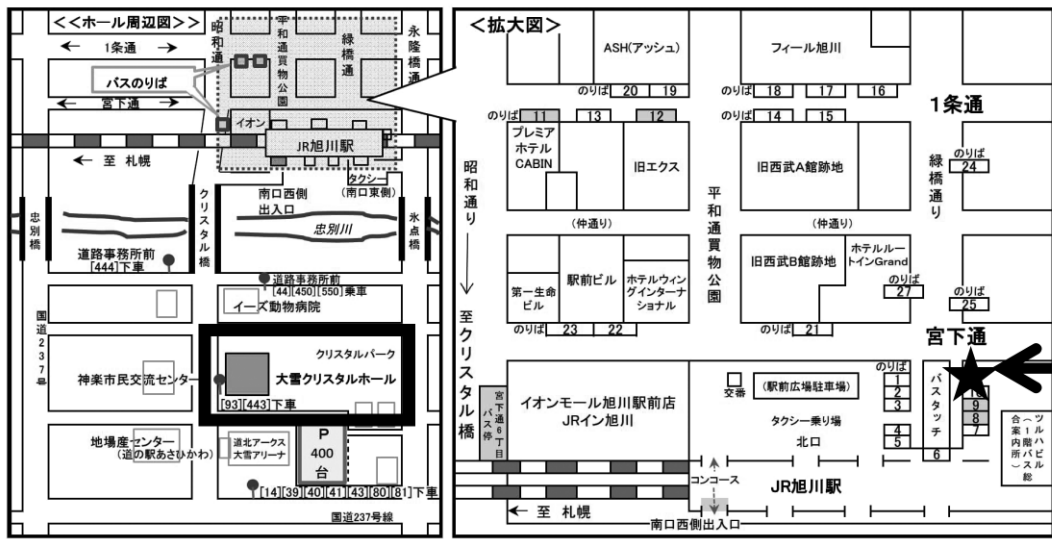 <<ホール周辺図>>
昭和通
平和通買物公園
緑橋通
永隆橋通
← 1条通 →
バスのりば
← 宮下通 →
イオン
JR旭川駅
← 至 札幌
タクシー
(南口東側)
南口西側
出入口
忠別橋
クリスタル橋
忠別川
氷点橋
道路事務所前
[444]下車
道路事務所前
[44][450][550]乗車
イーズ動物病院
国道237号
クリスタルパーク
大雪クリスタルホール
神楽市民交流センター
[93][443]下車
地場産センター
(道の駅あさひかわ)
道北アークス
大雪アリーナ
P
400
台
[14][39][40][41][43][80][81]下車
国道237号線
<拡大図>
ASH(アッシュ)
フィール旭川
のりば 20 19
のりば 18 17 16
1条通
のりば 11 13 12
のりば 14 15
プレミア
ホテル
CABIN
旧エクス
旧西武A館跡地
緑橋通り
のりば
24
昭和通り
平和通買物公園
(仲通り)
(仲通り)
第一生命
ビル
駅前ビル
ホテルウィン
グインターナ
ショナル
旧西武B館跡地
ホテルルー
トインGrand
のりば
27
のりば
25
のりば 23 22
のりば
21
至クリスタル橋
宮下通
宮下通6丁目
バス停
イオンモール旭川駅前店
JRイン旭川
交番
(駅前広場駐車場)
タクシー乗り場
北口
のりば
1
2
3
4
5
バスタッチ
6
10
9
8
7
ツルハビル
(1階バス総
合案内所)
コンコース
JR旭川駅
← 至 札幌
南口西側出入口